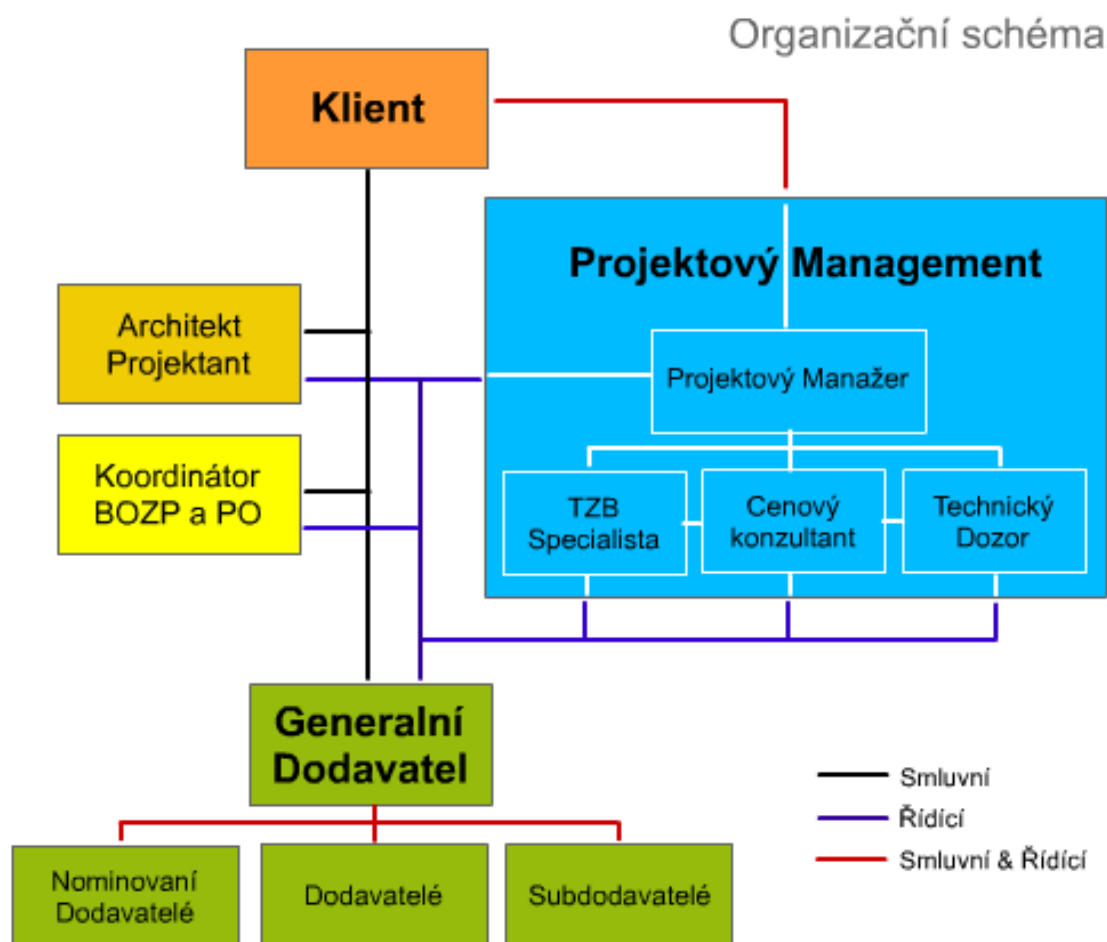 Organizační schéma
Klient
Projektový Management
Architekt
Projektant
Projektový Manažer
Koordinátor
BOZP a PO
TZB
Specialista
Cenový
konzultant
Technický
Dozor
Generalní
Dodavatel
Smluvní
Řídící
Smluvní & Řídící
Nominovaní
Dodavatelé
Dodavatelé
Subdodavatelé